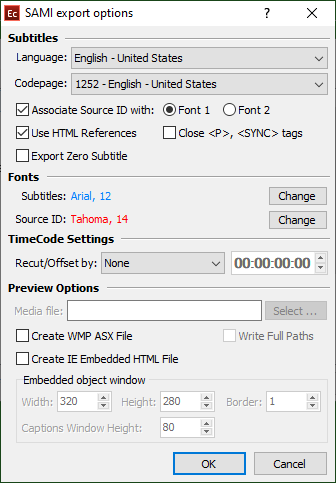 Ec SAMI export options
Subtitles
Language: English - United States
Codepage: 1252 - English - United States
Associate Source ID with: Font 1 Font 2
Use HTML References Close <P>, <SYNC> tags
Export Zero Subtitle
Fonts
Subtitles: Arial, 12 Change
Source ID: Tahoma, 14 Change
TimeCode Settings
Recut/Offset by: None 00:00:00:00
Preview Options
Media file: Select ...
Create WMP ASX File Write Full Paths
Create IE Embedded HTML File
Embedded object window
Width: 320 Height: 280 Border: 1
Captions Window Height: 80
OK Cancel